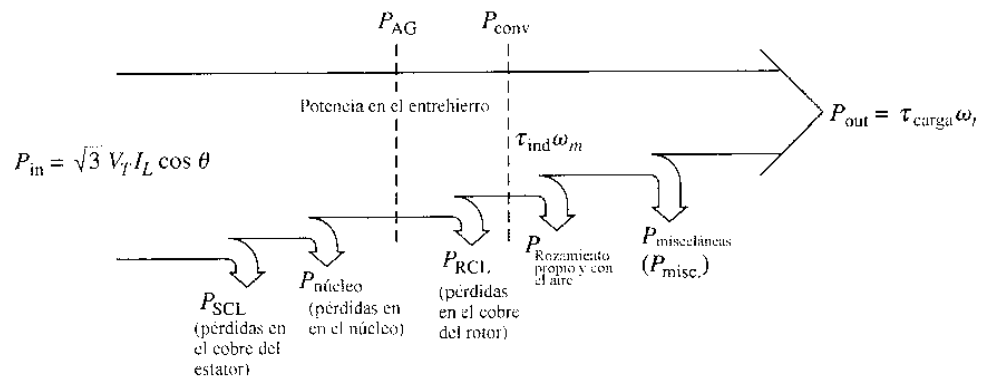 P_AG
P_conv
Potencia en el entrehierro
P_out = τ_carga ω_t
P_in = √3 V_T I_L cos θ
τ_ind ω_m
P_SCL
(pérdidas en
el cobre del
estator)
P_núcleo
(pérdidas en
en el núcleo)
P_RCL
(pérdidas
en el cobre
del rotor)
P_Rozamiento
propio y con
el aire
P_misceláneas
(P_misc.)